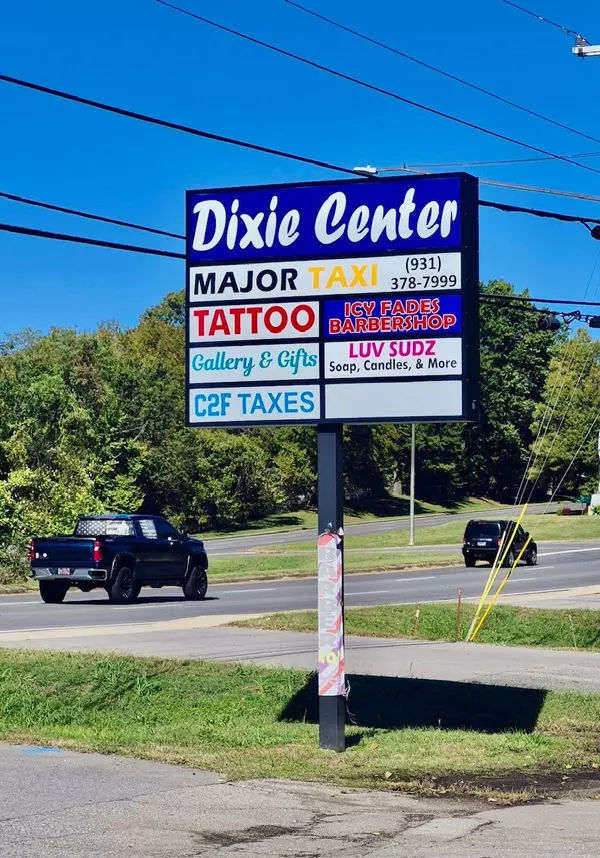 Dixie Center
MAJOR TAXI (931) 378-7999
TATTOO
ICY FADES
BARBERSHOP
Gallery & Gifts
LUV SUDZ
Soap, Candles, & More
C2F TAXES